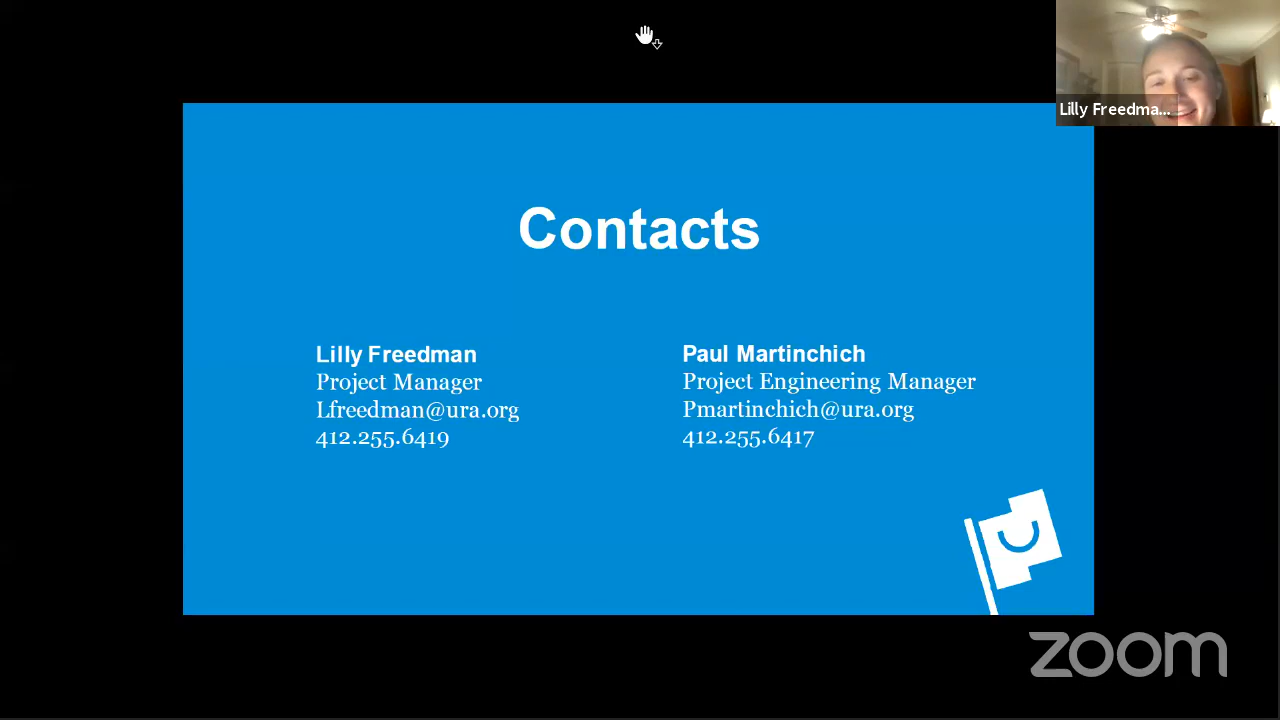 Lilly Freedma...
Contacts
Lilly Freedman
Project Manager
Lfreedman@ura.org
412.255.6419
Paul Martinchich
Project Engineering Manager
Pmartinchich@ura.org
412.255.6417
zoom